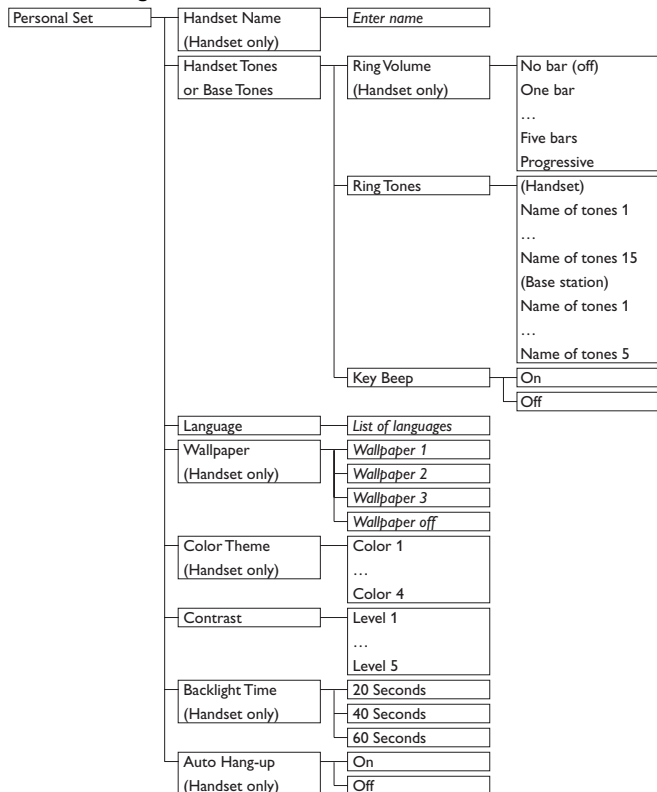 Personal Set
Handset Name
(Handset only)
Enter name
Handset Tones
or Base Tones
Ring Volume
(Handset only)
No bar (off)
One bar
…
Five bars
Progressive
Ring Tones
(Handset)
Name of tones 1
…
Name of tones 15
(Base station)
Name of tones 1
…
Name of tones 5
Key Beep
On
Off
Language
List of languages
Wallpaper
(Handset only)
Wallpaper 1
Wallpaper 2
Wallpaper 3
Wallpaper off
Color Theme
(Handset only)
Color 1
…
Color 4
Contrast
Level 1
…
Level 5
Backlight Time
(Handset only)
20 Seconds
40 Seconds
60 Seconds
Auto Hang-up
(Handset only)
On
Off